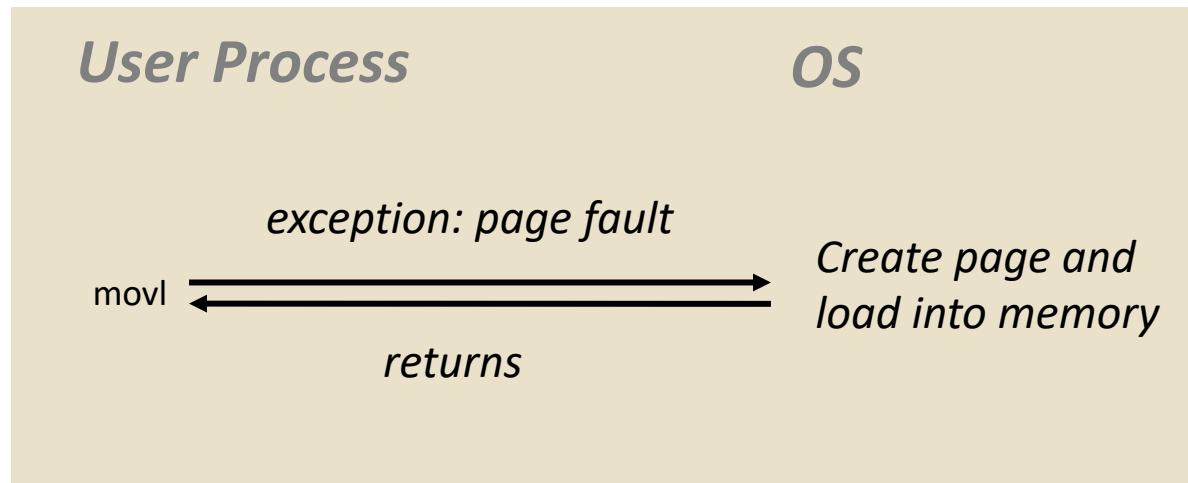 User Process
OS
exception: page fault
movl
Create page and
load into memory
returns